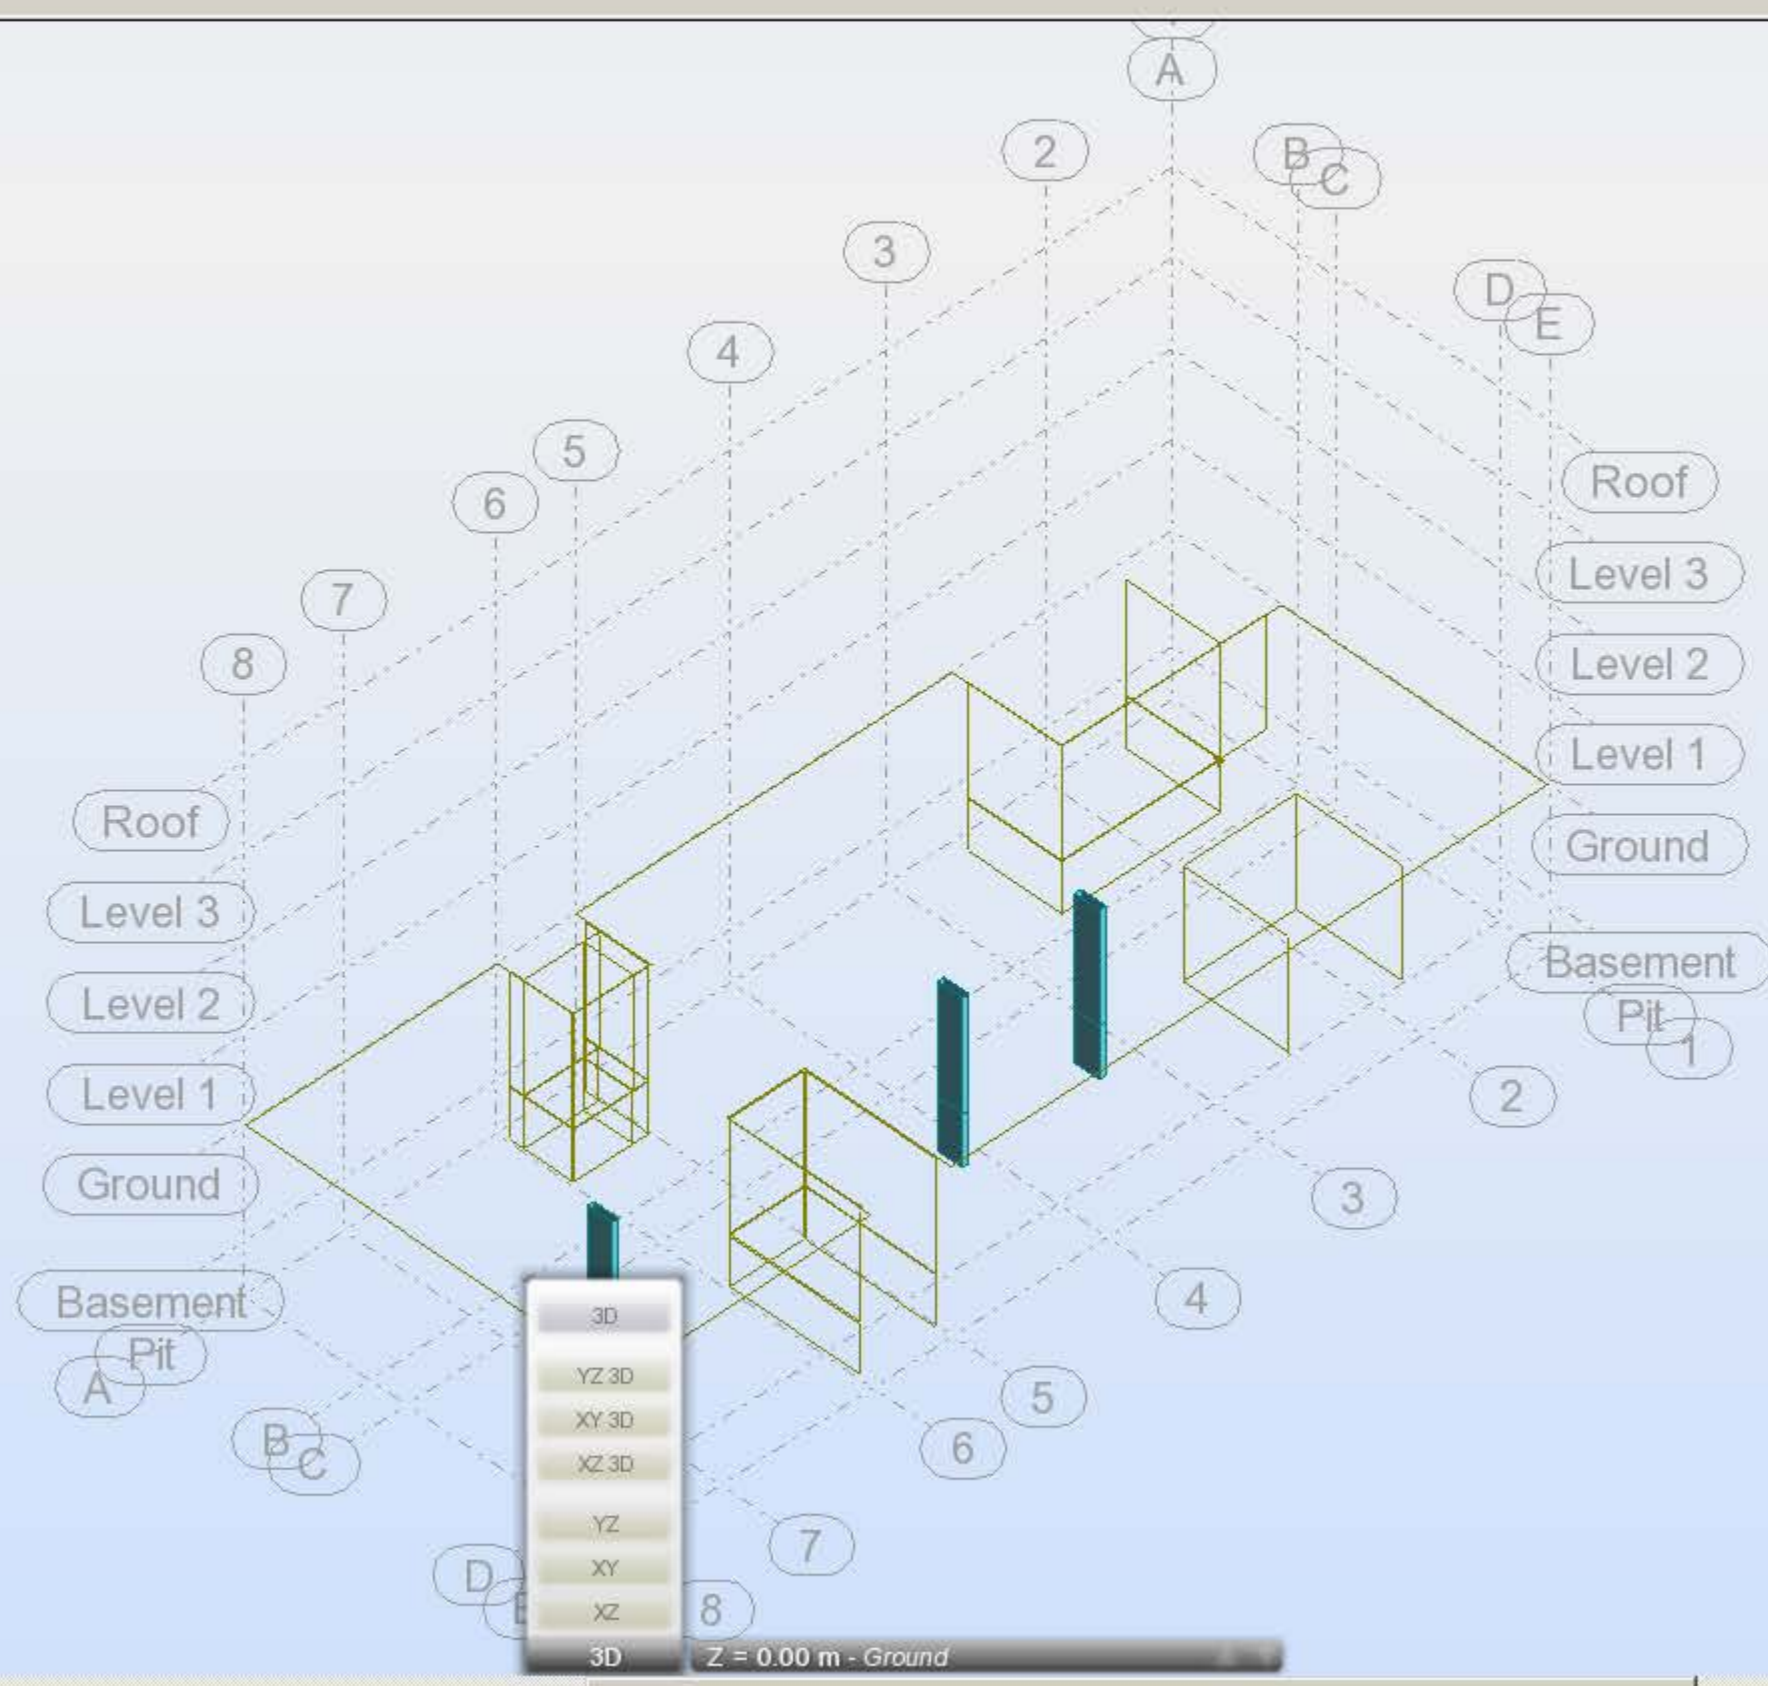 A
2
B
C
3
D
E
4
5
Roof
6
Level 3
7
8
Level 2
Level 1
Roof
Ground
Level 3
Basement
Level 2
Pit
1
Level 1
2
Ground
3
Basement
4
Pit
A
5
B
6
C
7
D
E
8
3D
YZ 3D
XY 3D
XZ 3D
YZ
XY
XZ
3D
Z = 0.00 m - Ground